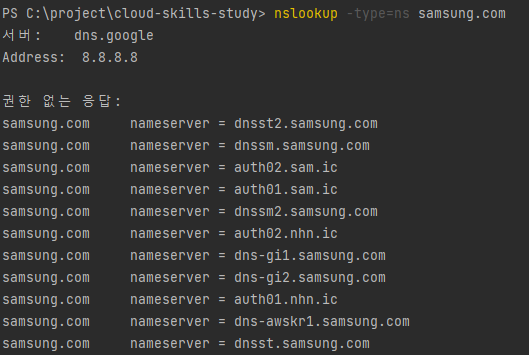 PS C:\project\cloud-skills-study> nslookup -type=ns samsung.com
서버:    dns.google
Address:  8.8.8.8

권한 없는 응답:
samsung.com     nameserver = dnsst2.samsung.com
samsung.com     nameserver = dnssm.samsung.com
samsung.com     nameserver = auth02.sam.ic
samsung.com     nameserver = auth01.sam.ic
samsung.com     nameserver = dnssm2.samsung.com
samsung.com     nameserver = auth02.nhn.ic
samsung.com     nameserver = dns-gi1.samsung.com
samsung.com     nameserver = dns-gi2.samsung.com
samsung.com     nameserver = auth01.nhn.ic
samsung.com     nameserver = dns-awskr1.samsung.com
samsung.com     nameserver = dnsst.samsung.com